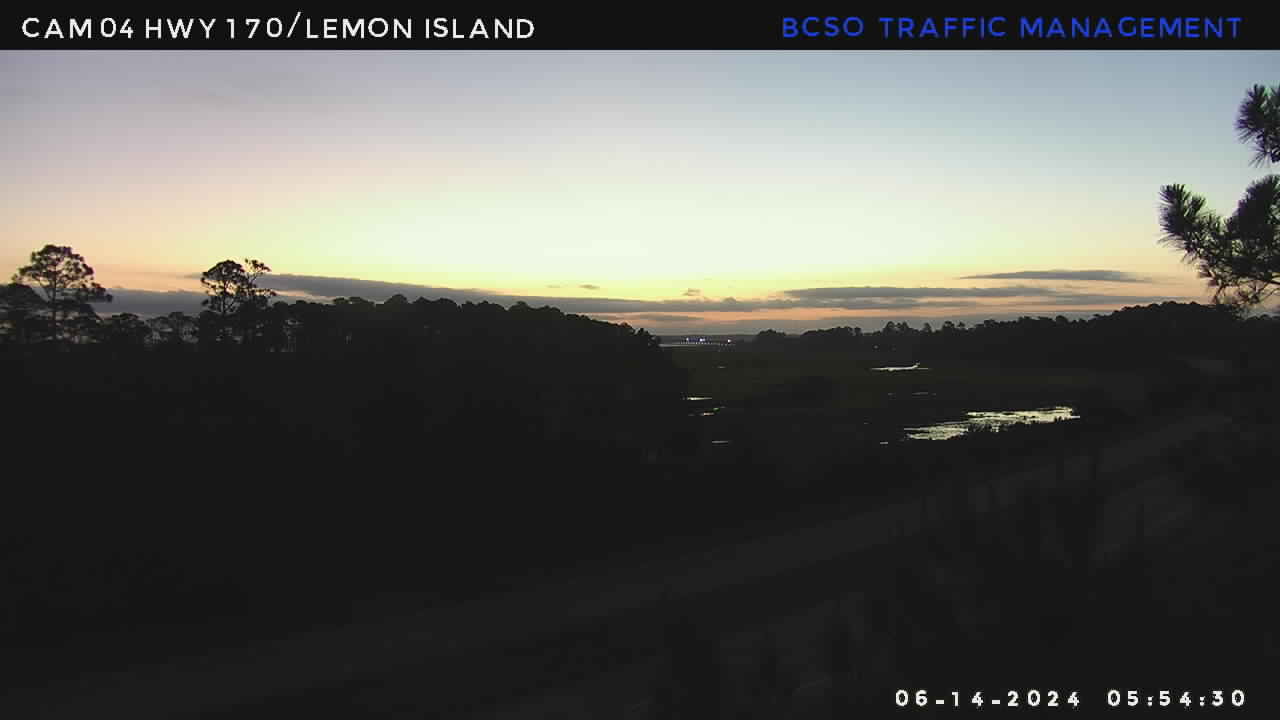 CAM04 HWY 170/LEMON ISLAND
BCSO TRAFFIC MANAGEMENT
06-14-2024 05:54:30